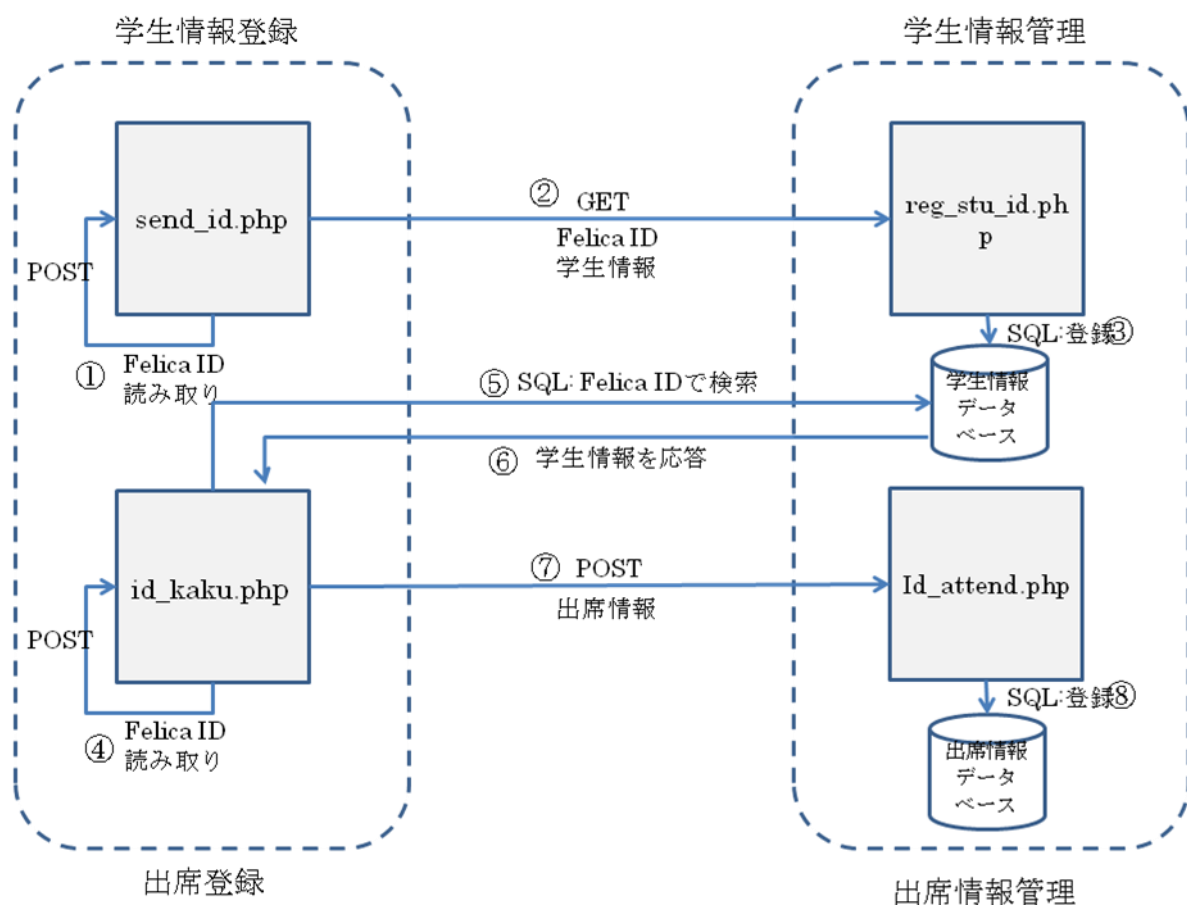 学生情報登録
学生情報管理
send_id.php
POST
① Felica ID
読み取り
② GET
Felica ID
学生情報
reg_stu_id.ph
p
SQL:登録③
学生情報
データ
ベース
⑤ SQL: Felica IDで検索
⑥ 学生情報を応答
id_kaku.php
POST
④ Felica ID
読み取り
⑦ POST
出席情報
Id_attend.php
SQL:登録⑧
出席情報
データ
ベース
出席登録
出席情報管理